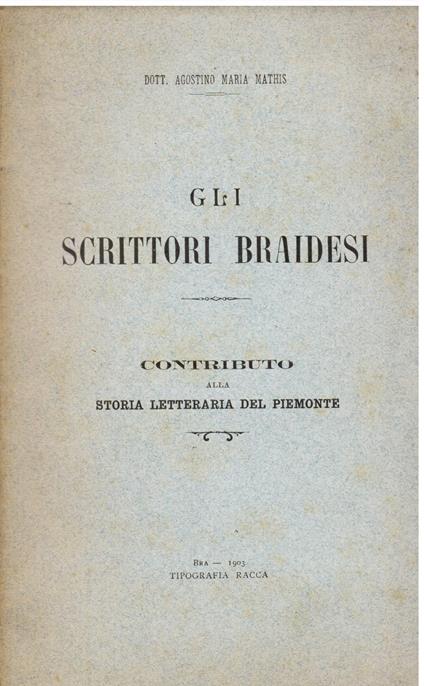 DOTT. AGOSTINO MARIA MATHIS
GLI
SCRITTORI BRAIDESI
CONTRIBUTO
ALLA
STORIA LETTERARIA DEL PIEMONTE
BRA — 1903
TIPOGRAFIA RACCA